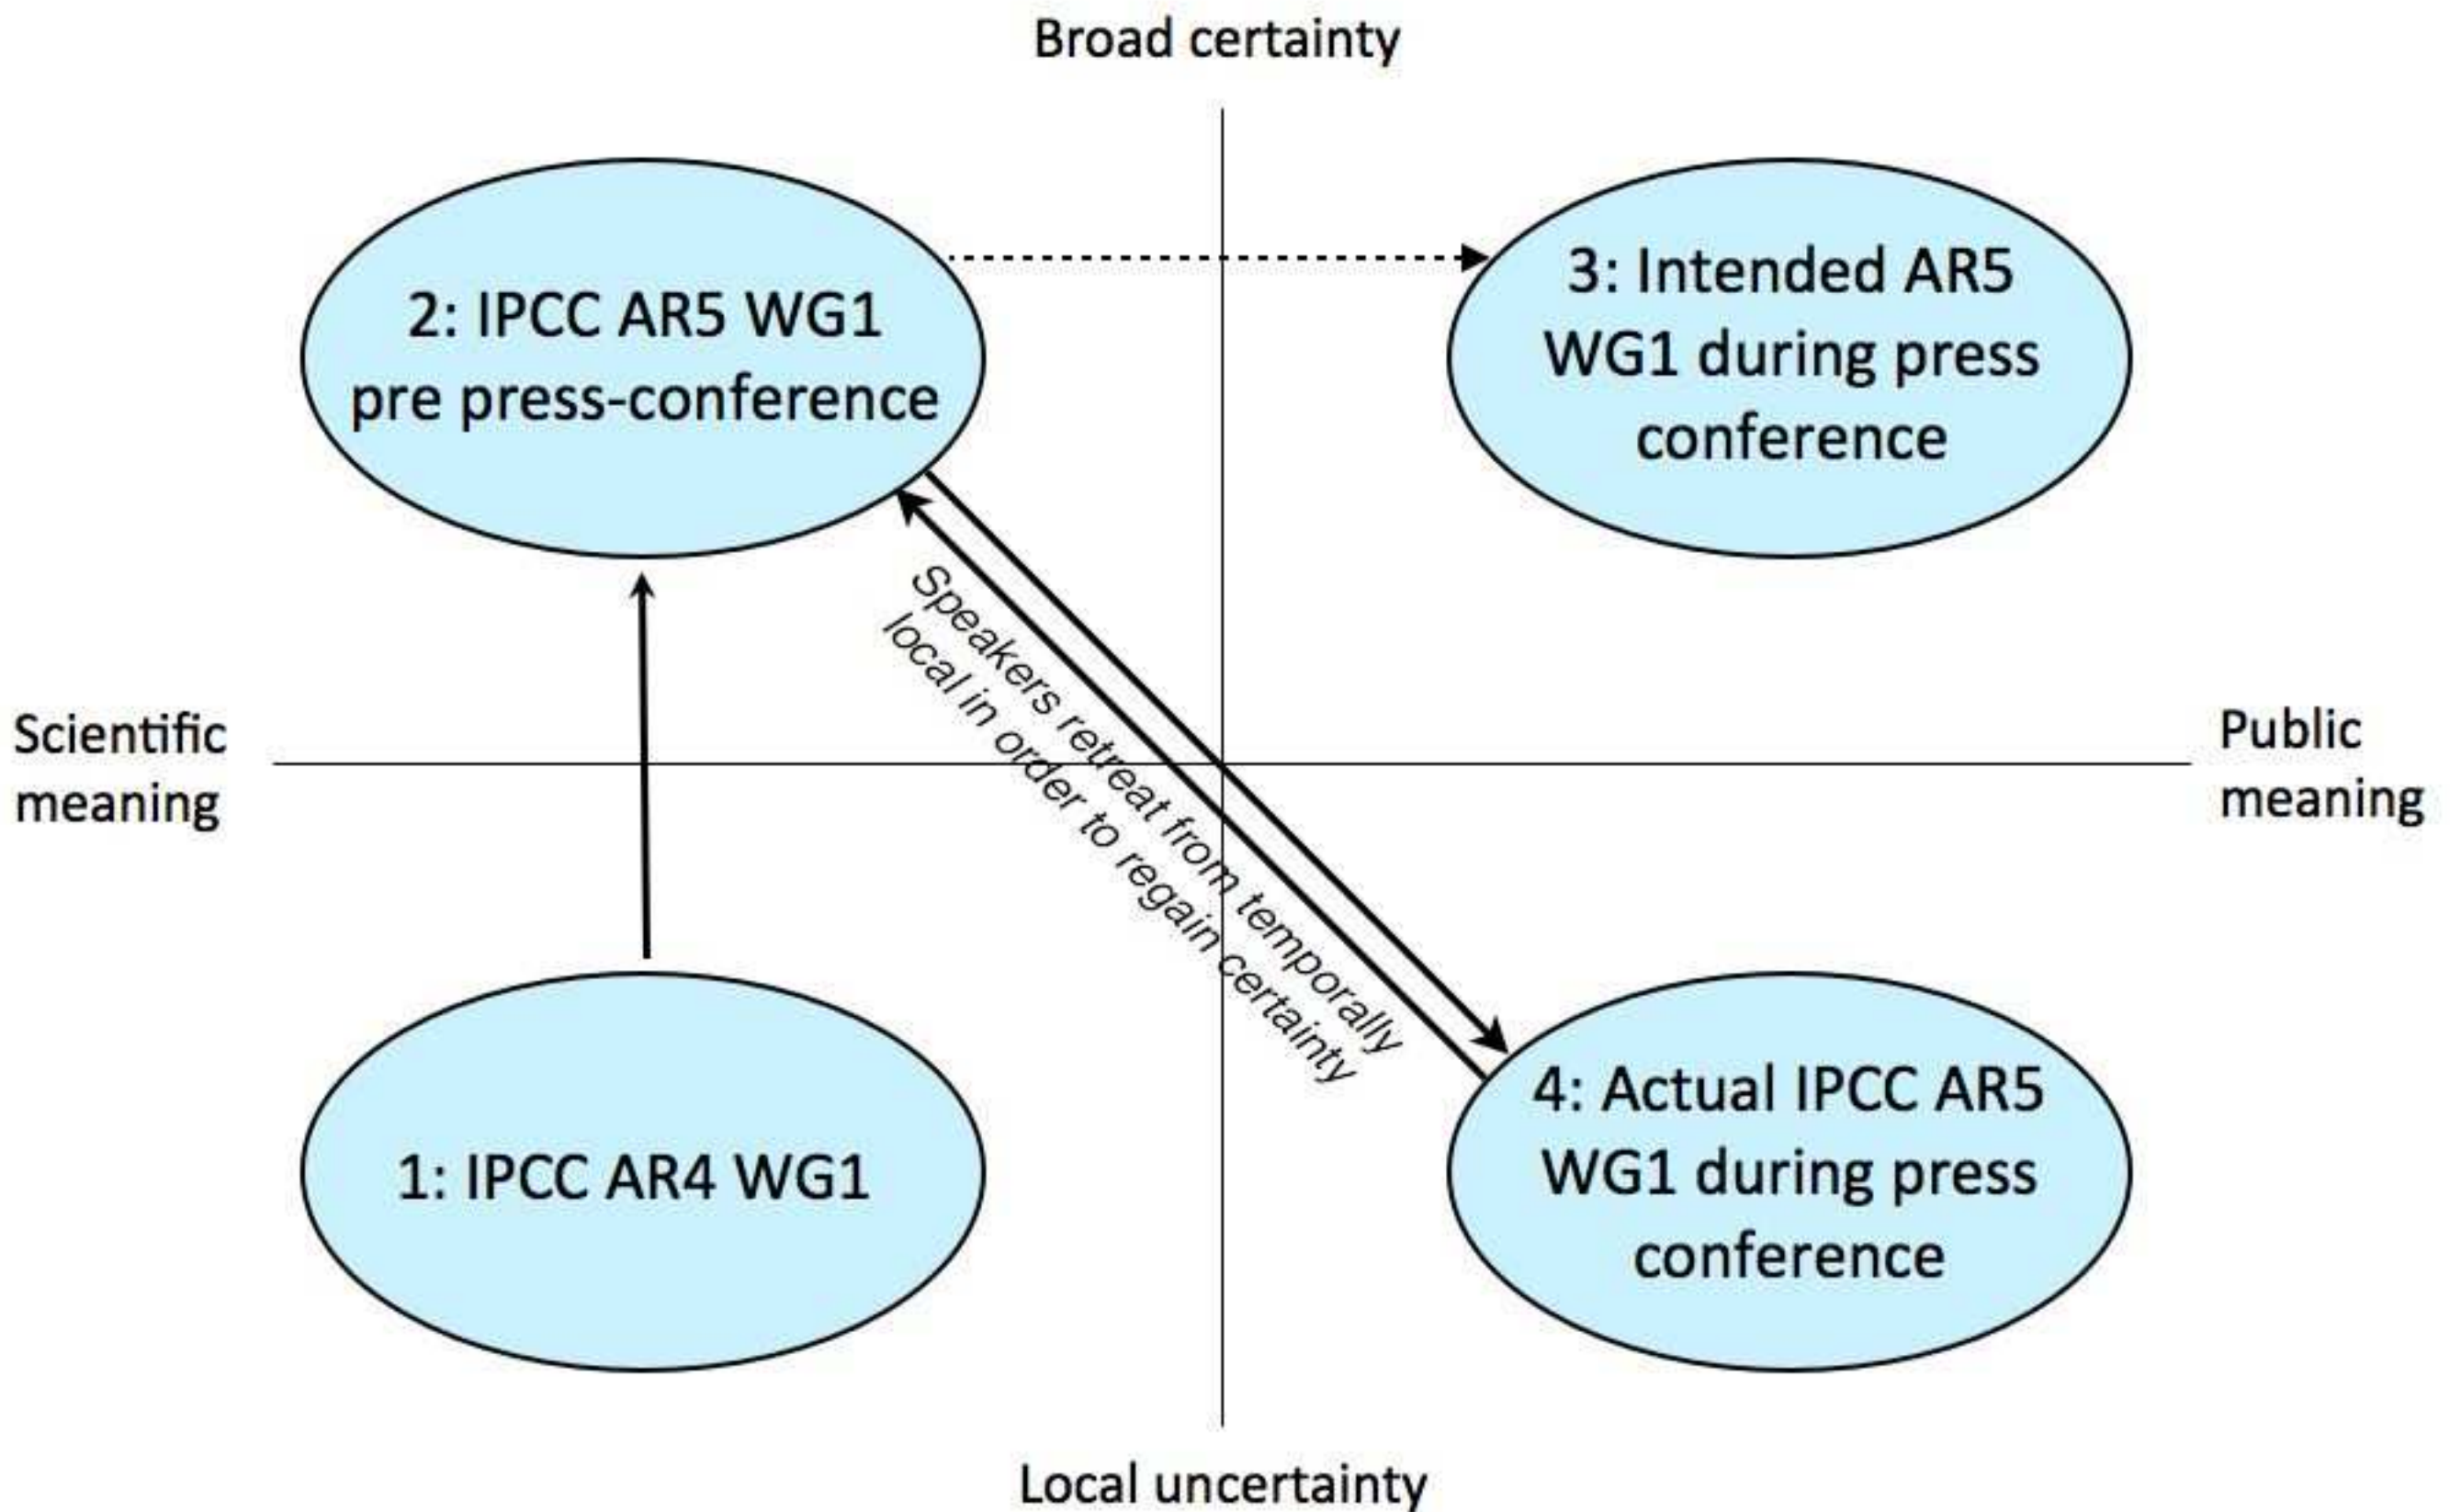 Broad certainty
2: IPCC AR5 WG1
pre press-conference
3: Intended AR5
WG1 during press
conference
Speakers retreat from temporally
local in order to regain certainty
Scientific
meaning
Public
meaning
1: IPCC AR4 WG1
4: Actual IPCC AR5
WG1 during press
conference
Local uncertainty